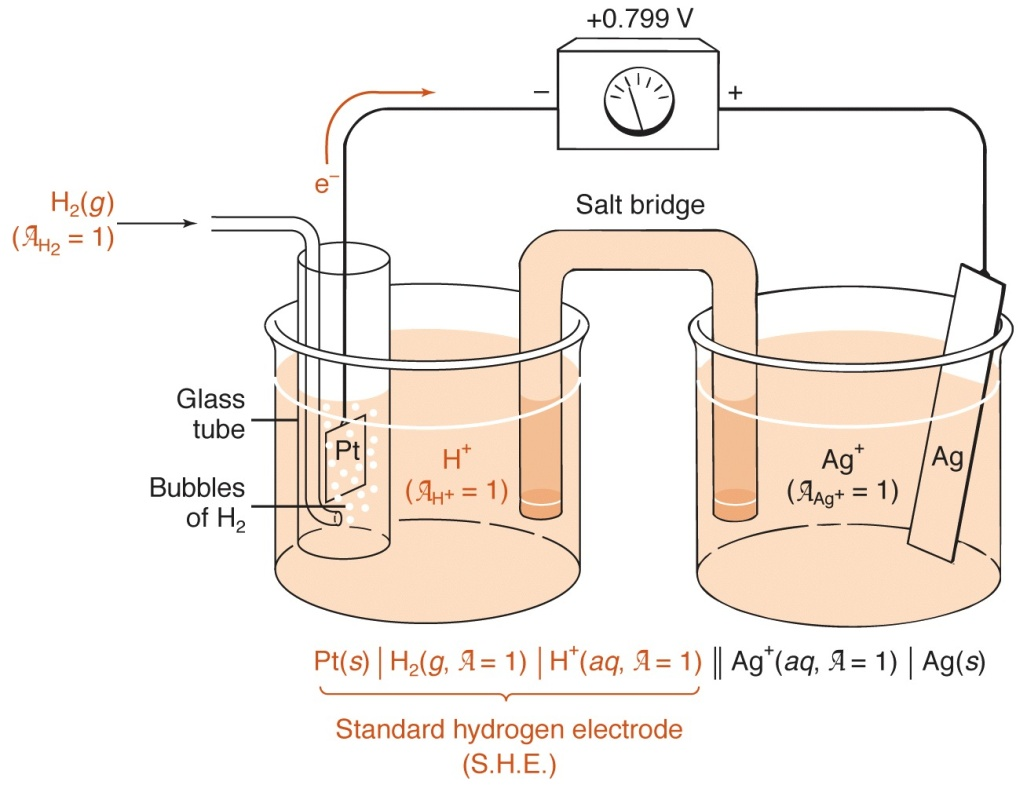 +0.799 V
− +
e⁻
H₂(g)
(𝒜H₂ = 1)
Salt bridge
Glass
tube
Pt
Bubbles
of H₂
H⁺
(𝒜H⁺ = 1)
Ag⁺
(𝒜Ag⁺ = 1)
Ag
Pt(s) | H₂(g, 𝒜 = 1) | H⁺(aq, 𝒜 = 1) || Ag⁺(aq, 𝒜 = 1) | Ag(s)
Standard hydrogen electrode
(S.H.E.)